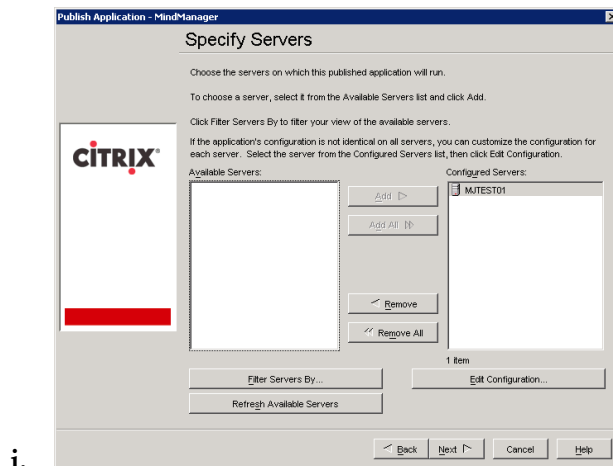 Publish Application - MindManager
Specify Servers
Choose the servers on which this published application will run.
To choose a server, select it from the Available Servers list and click Add.
Click Filter Servers By to filter your view of the available servers.
If the application's configuration is not identical on all servers, you can customize the configuration for
each server. Select the server from the Configured Servers list, then click Edit Configuration.
CITRIX
Available Servers:
Configured Servers:
MJTEST01
Add
Add All
Remove
Remove All
1 item
Filter Servers By...
Edit Configuration...
Refresh Available Servers
Back
Next
Cancel
Help
i.